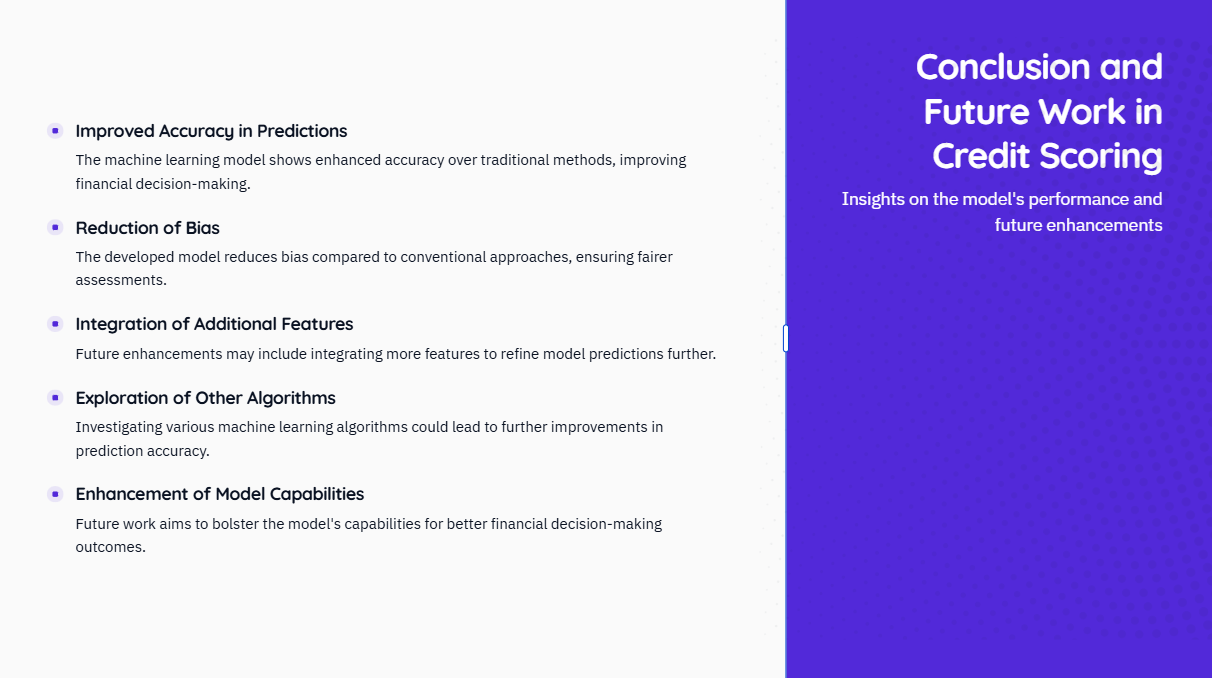 Conclusion and
Future Work in
Credit Scoring
Insights on the model's performance and
future enhancements
Improved Accuracy in Predictions
The machine learning model shows enhanced accuracy over traditional methods, improving
financial decision-making.
Reduction of Bias
The developed model reduces bias compared to conventional approaches, ensuring fairer
assessments.
Integration of Additional Features
Future enhancements may include integrating more features to refine model predictions further.
Exploration of Other Algorithms
Investigating various machine learning algorithms could lead to further improvements in
prediction accuracy.
Enhancement of Model Capabilities
Future work aims to bolster the model's capabilities for better financial decision-making
outcomes.